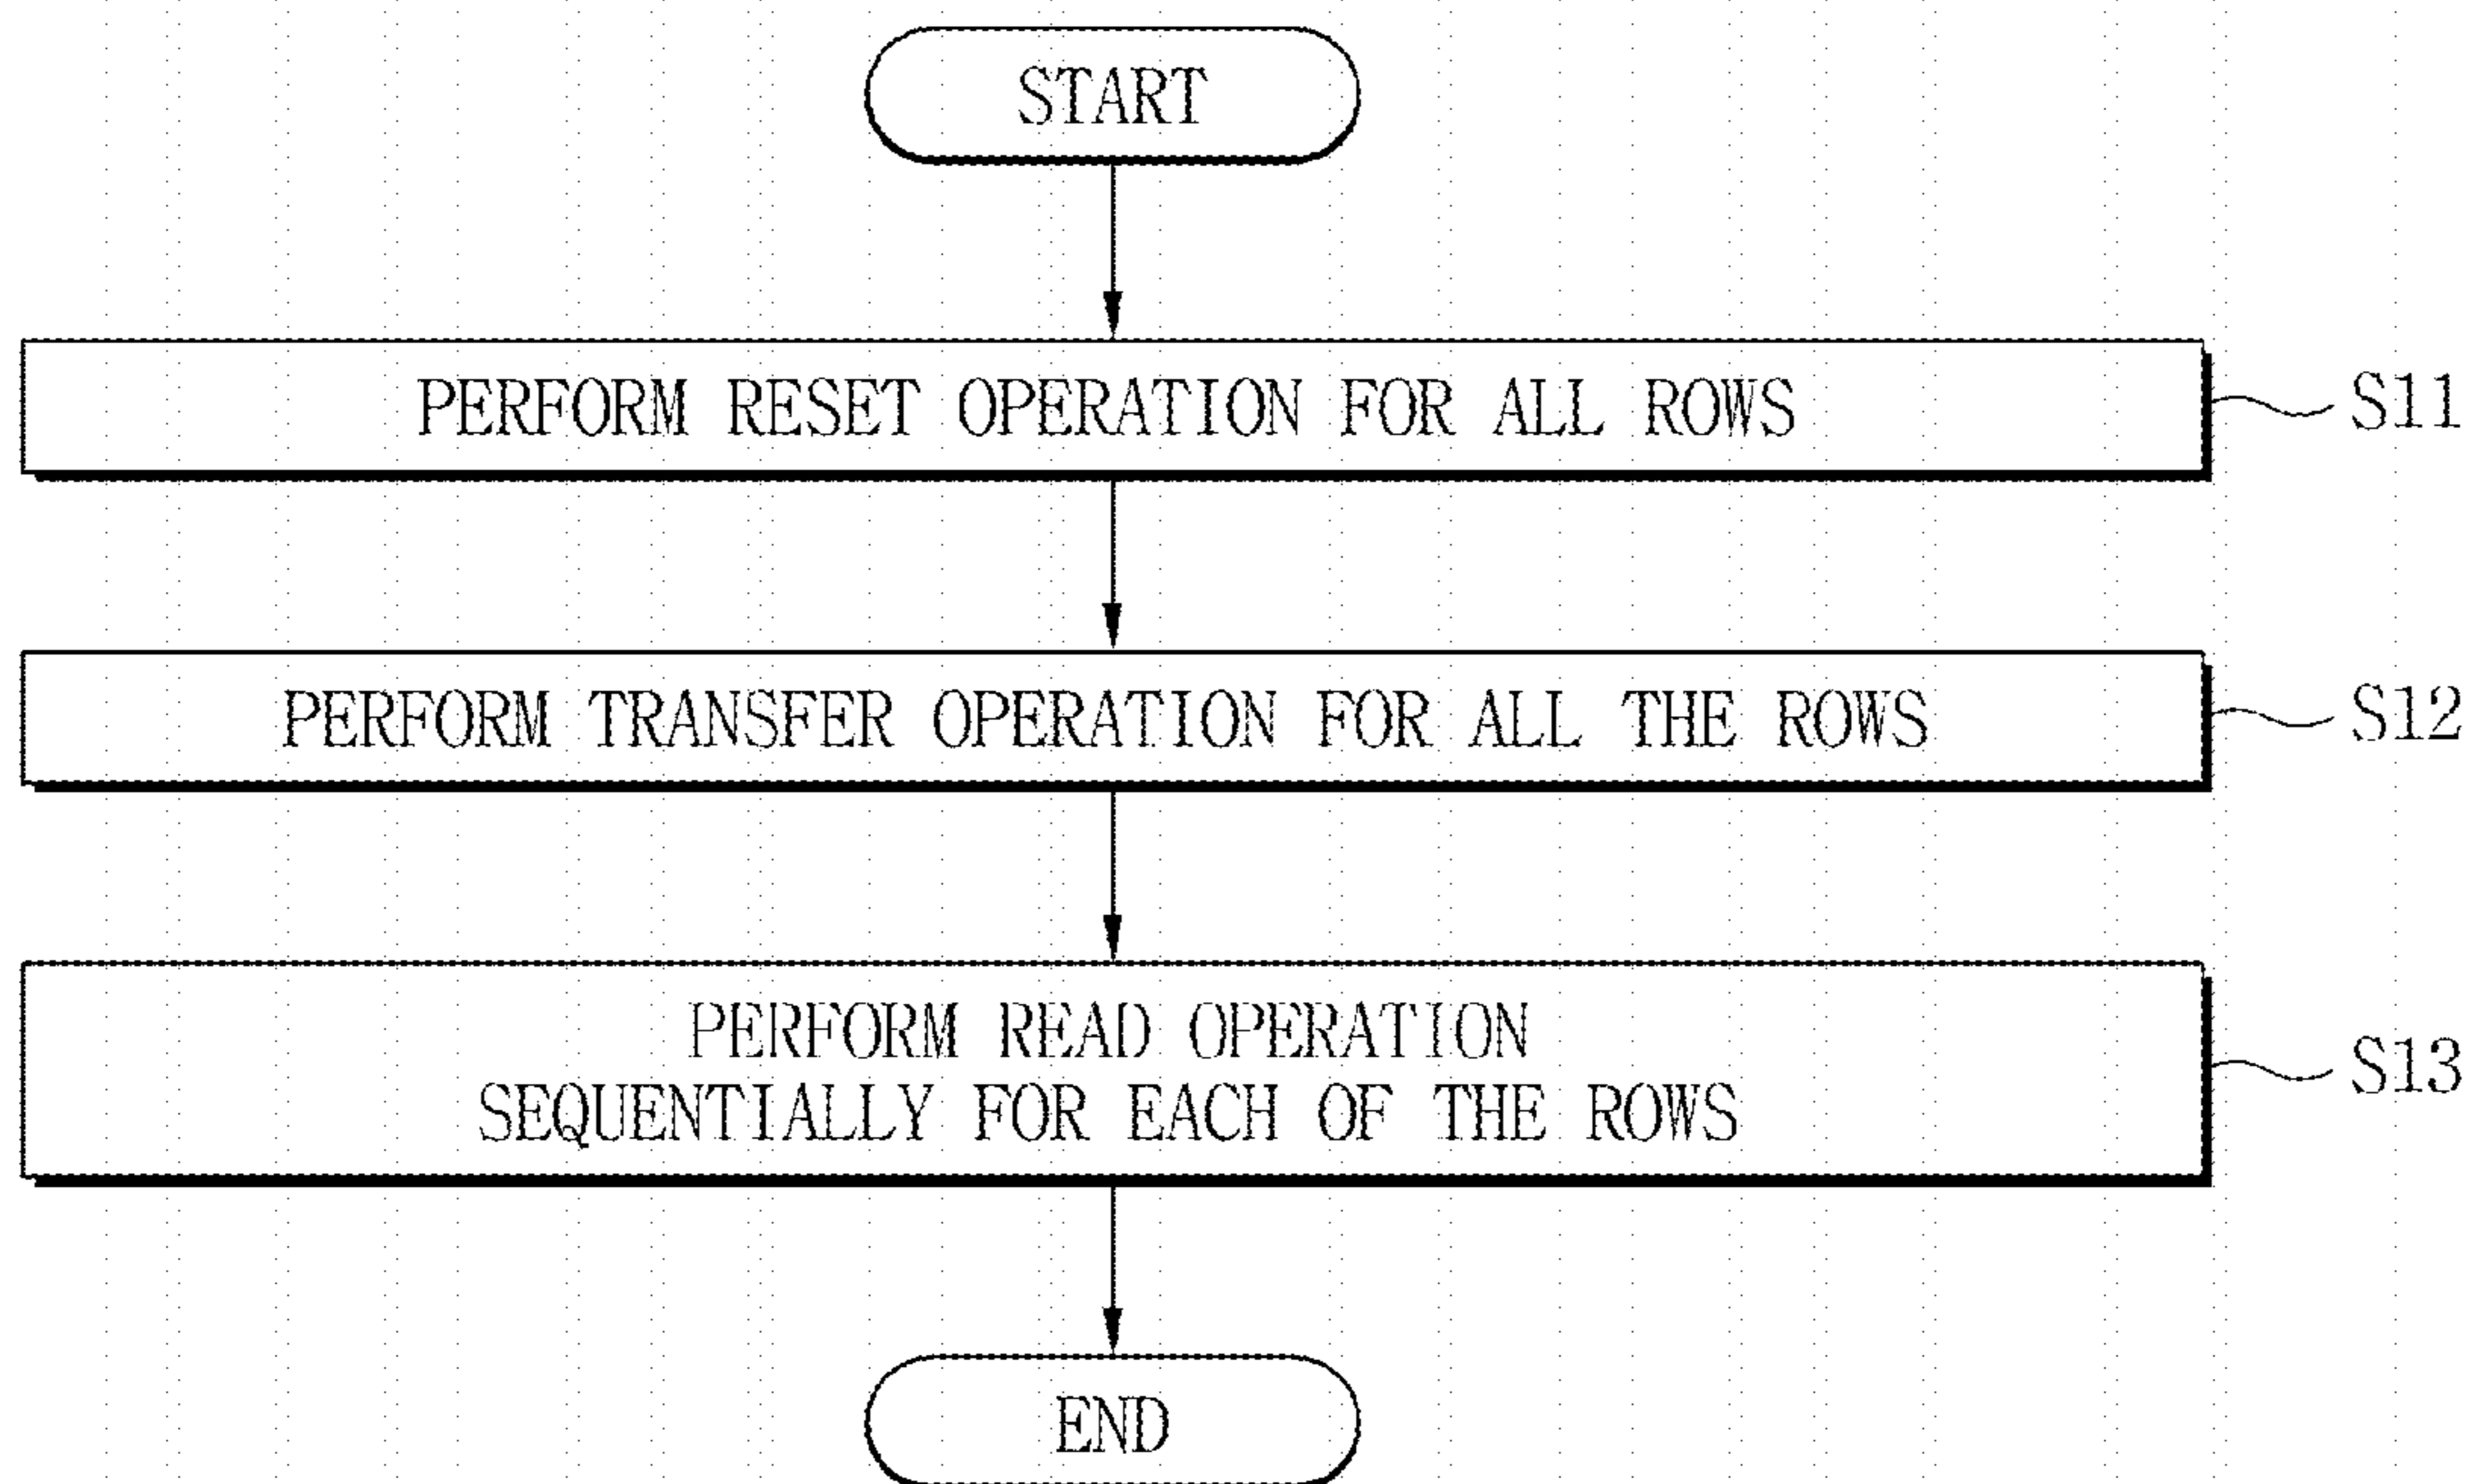 START
PERFORM RESET OPERATION FOR ALL ROWS
S11
PERFORM TRANSFER OPERATION FOR ALL THE ROWS
S12
PERFORM READ OPERATION
SEQUENTIALLY FOR EACH OF THE ROWS
S13
END